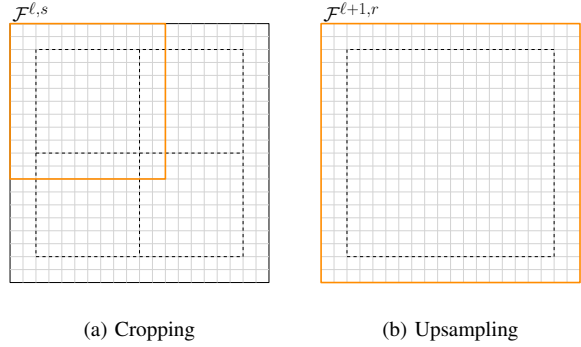 𝓕^{ℓ,s} 𝓕^{ℓ+1,r}
(a) Cropping (b) Upsampling